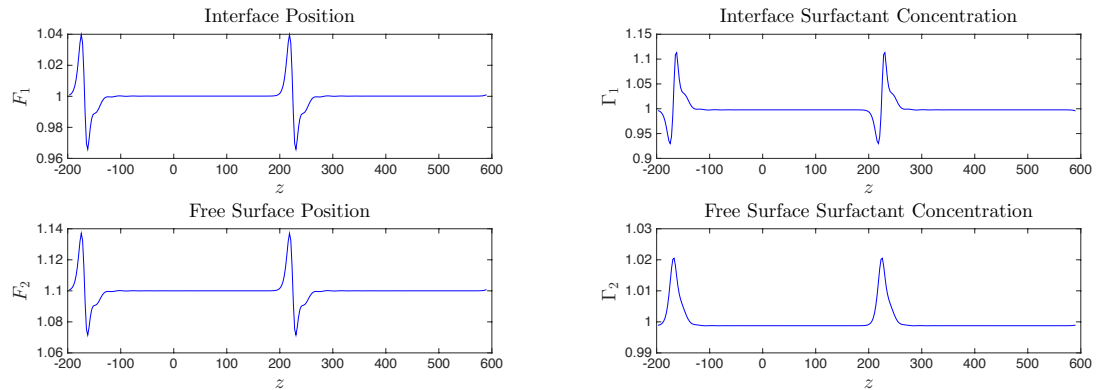 Interface Position
1.04
1.02
1
0.98
0.96
F₁
-200 -100 0 100 200 300 400 500 600
z
Interface Surfactant Concentration
1.15
1.1
1.05
1
0.95
0.9
Γ₁
-200 -100 0 100 200 300 400 500 600
z
Free Surface Position
1.14
1.12
1.1
1.08
1.06
F₂
-200 -100 0 100 200 300 400 500 600
z
Free Surface Surfactant Concentration
1.03
1.02
1.01
1
0.99
Γ₂
-200 -100 0 100 200 300 400 500 600
z